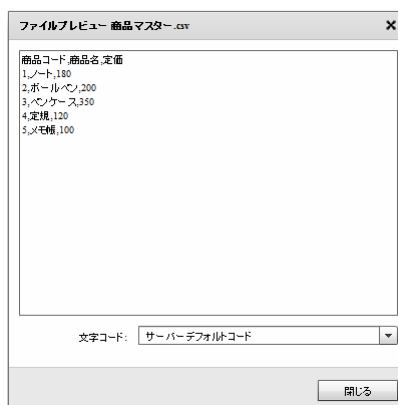 ファイルプレビュー 商品マスター.csv
商品コード,商品名,定価
1,ノート,180
2,ボールペン,200
3,ペンケース,350
4,定規,120
5,メモ帳,100
文字コード: サーバーデフォルトコード
閉じる